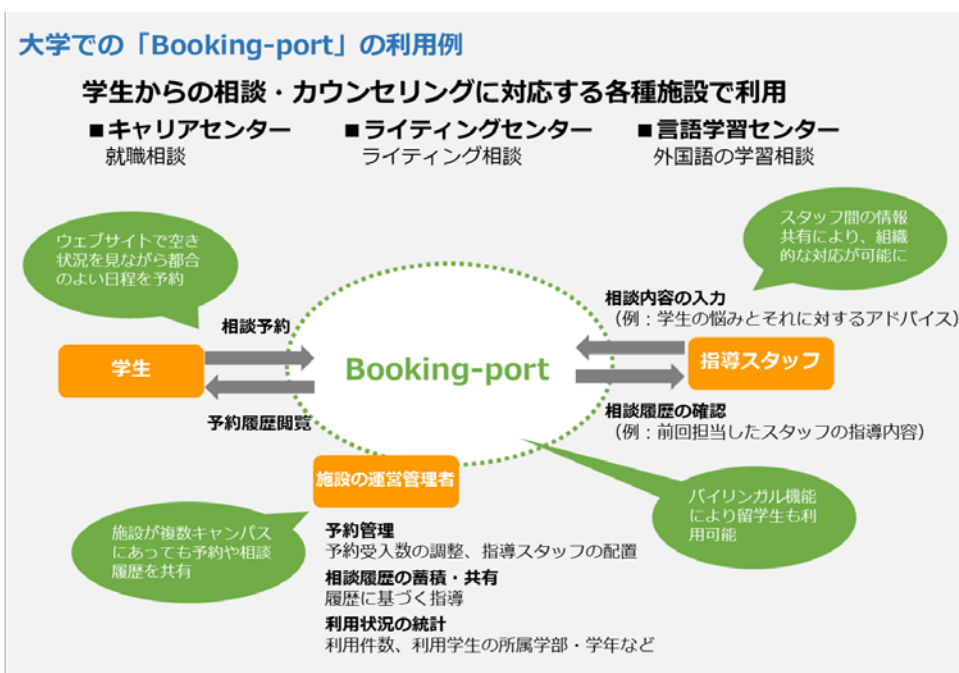 大学での「Booking-port」の利用例
学生からの相談・カウンセリングに対応する各種施設で利用
■キャリアセンター
就職相談
■ライティングセンター
ライティング相談
■言語学習センター
外国語の学習相談
ウェブサイトで空き
状況を見ながら都合
のよい日程を予約
スタッフ間の情報
共有により、組織
的な対応が可能に
相談予約
学生
予約履歴閲覧
Booking-port
相談内容の入力
（例：学生の悩みとそれに対するアドバイス）
指導スタッフ
相談履歴の確認
（例：前回担当したスタッフの指導内容）
施設の運営管理者
施設が複数キャンパス
にあっても予約や相談
履歴を共有
バイリンガル機能
により留学生も利
用可能
予約管理
予約受入数の調整、指導スタッフの配置
相談履歴の蓄積・共有
履歴に基づく指導
利用状況の統計
利用件数、利用学生の所属学部・学年など